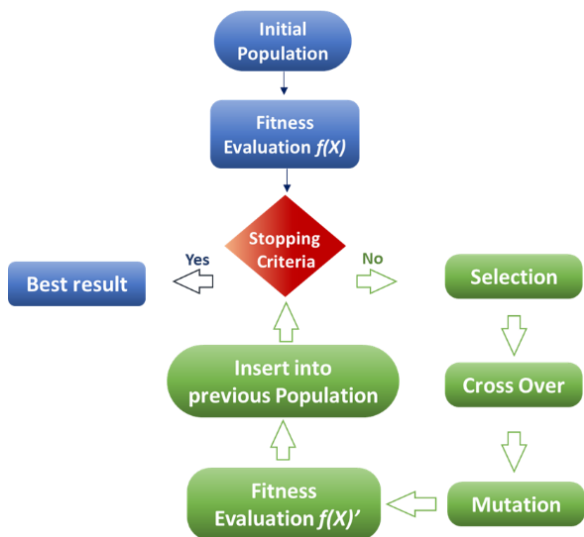 Initial
Population
Fitness
Evaluation f(X)
Stopping
Criteria
Yes
No
Best result
Selection
Cross Over
Mutation
Fitness
Evaluation f(X)’
Insert into
previous Population